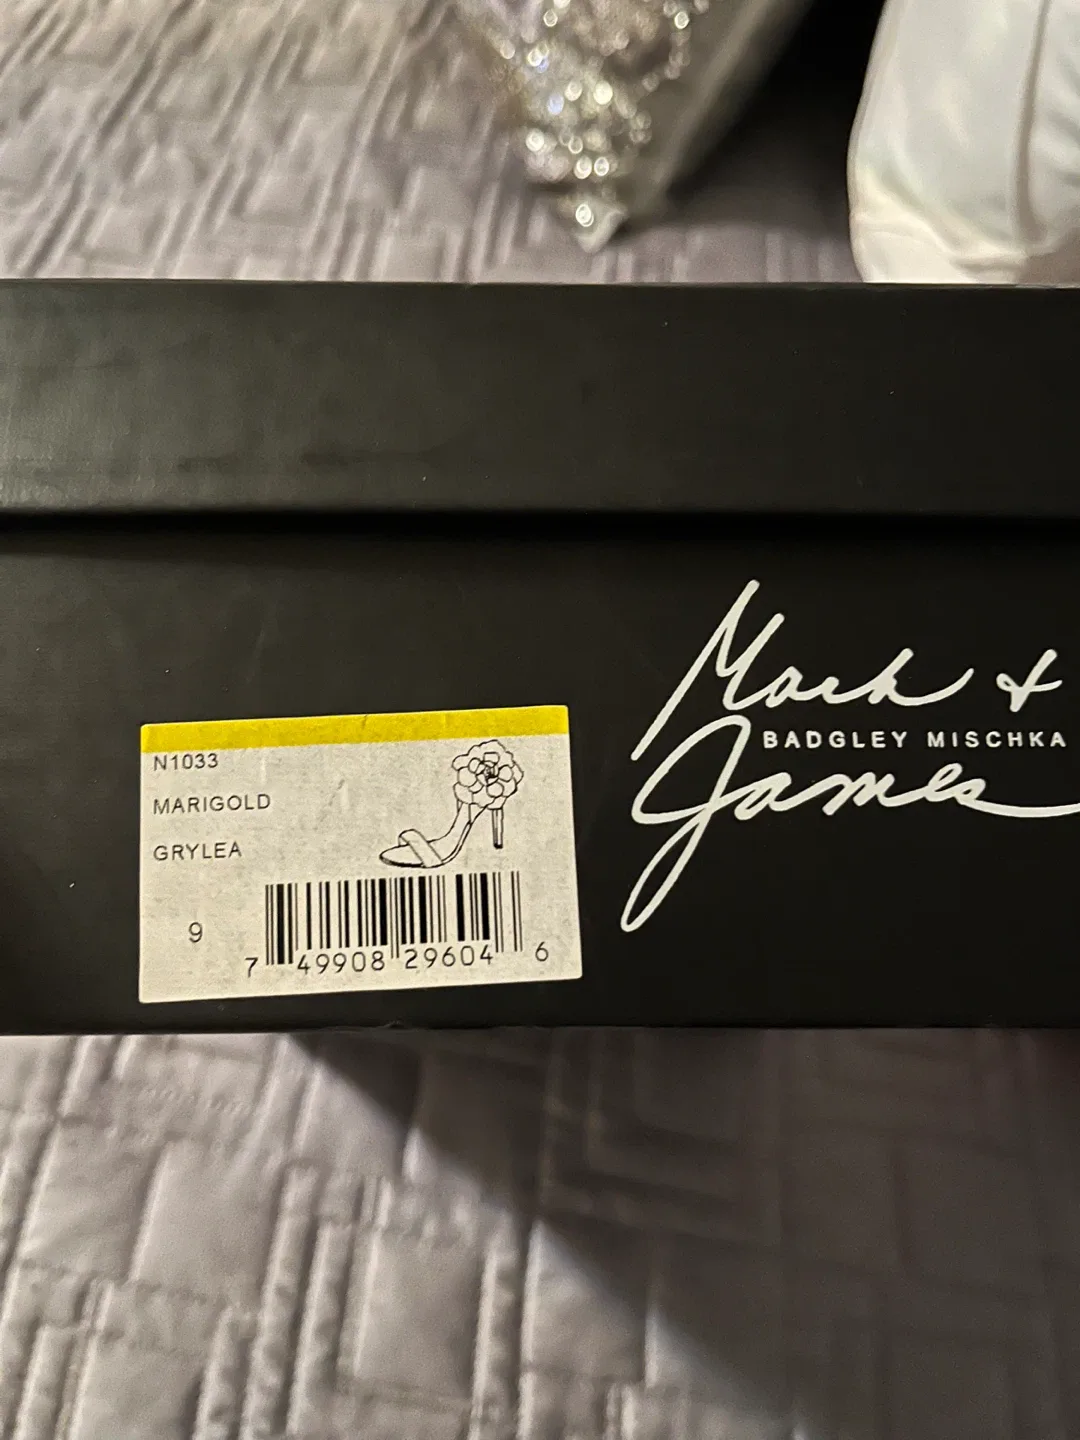 N1033
MARIGOLD
GRYLEA
9
7 49908 29604 6
Mark &
BADGLEY MISCHKA
James